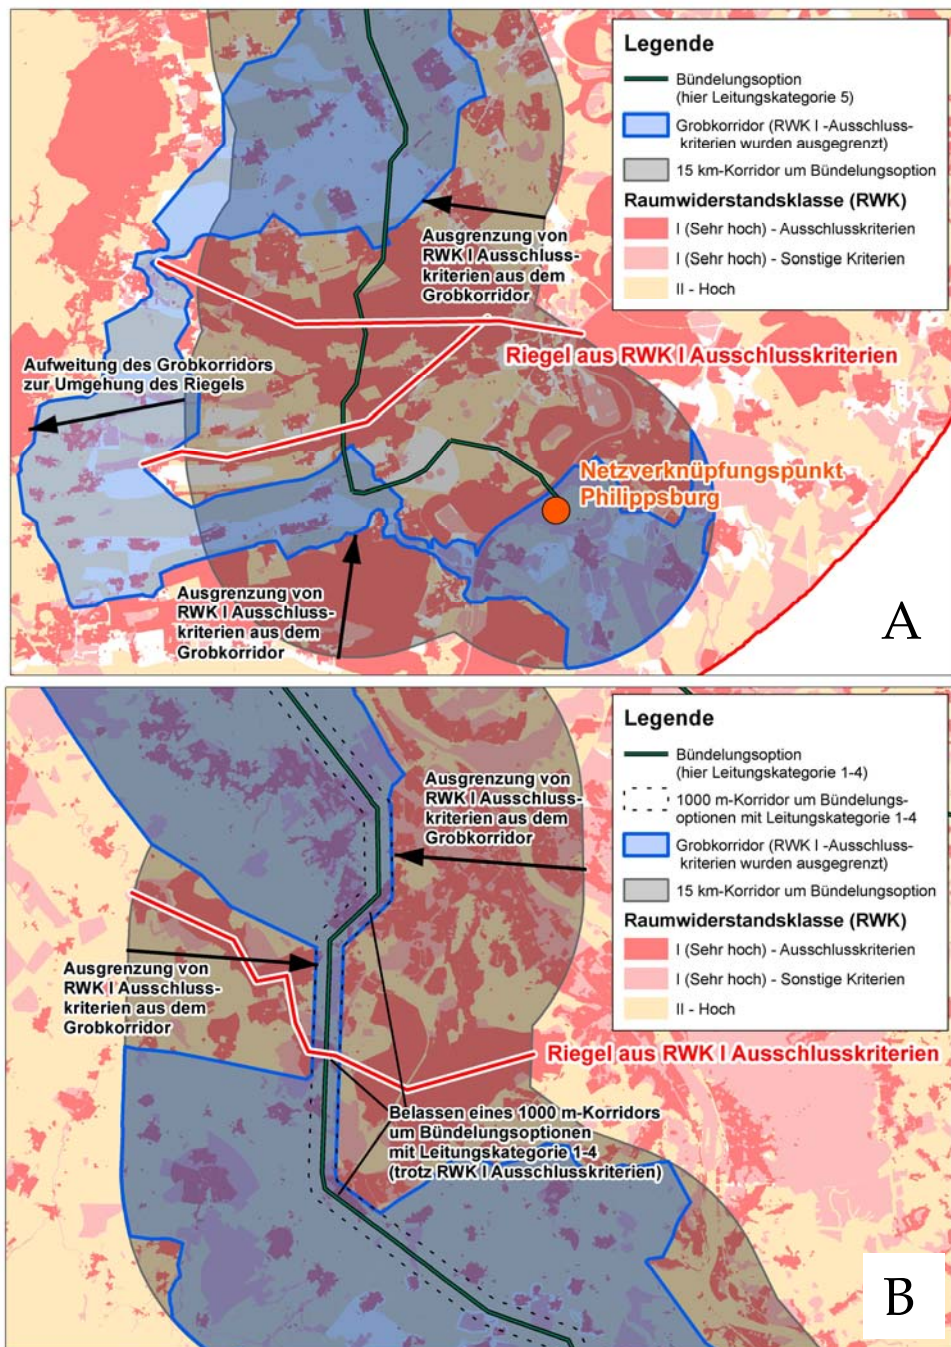 Legende
Bündelungsoption
(hier Leitungskategorie 5)
Grobkorridor (RWK I -Ausschluss-
kriterien wurden ausgegrenzt)
15 km-Korridor um Bündelungsoption
Raumwiderstandsklasse (RWK)
I (Sehr hoch) - Ausschlusskriterien
I (Sehr hoch) - Sonstige Kriterien
II - Hoch
Ausgrenzung von
RWK I Ausschluss-
kriterien aus dem
Grobkorridor
Riegel aus RWK I Ausschlusskriterien
Aufweitung des Grobkorridors
zur Umgehung des Riegels
Netzverknüpfungspunkt
Philippsburg
Ausgrenzung von
RWK I Ausschluss-
kriterien aus dem
Grobkorridor
A
Legende
Bündelungsoption
(hier Leitungskategorie 1-4)
1000 m-Korridor um Bündelungs-
optionen mit Leitungskategorie 1-4
Grobkorridor (RWK I -Ausschluss-
kriterien wurden ausgegrenzt)
15 km-Korridor um Bündelungsoption
Raumwiderstandsklasse (RWK)
I (Sehr hoch) - Ausschlusskriterien
I (Sehr hoch) - Sonstige Kriterien
II - Hoch
Ausgrenzung von
RWK I Ausschluss-
kriterien aus dem
Grobkorridor
Ausgrenzung von
RWK I Ausschluss-
kriterien aus dem
Grobkorridor
Riegel aus RWK I Ausschlusskriterien
Belassen eines 1000 m-Korridors
um Bündelungsoptionen
mit Leitungskategorie 1-4
(trotz RWK I Ausschlusskriterien)
B